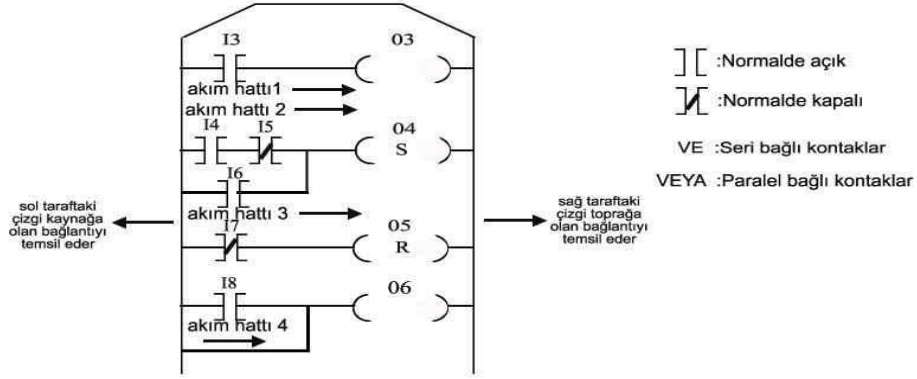 I3
03
akım hattı1
akım hattı 2
I4
I5
04
S
I6
akım hattı 3
I7
05
R
I8
06
akım hattı 4
sol taraftaki
çizgi kaynağa
olan bağlantıyı
temsil eder
sağ taraftaki
çizgi toprağa
olan bağlantıyı
temsil eder
:Normalde açık
:Normalde kapalı
VE :Seri bağlı kontaklar
VEYA :Paralel bağlı kontaklar